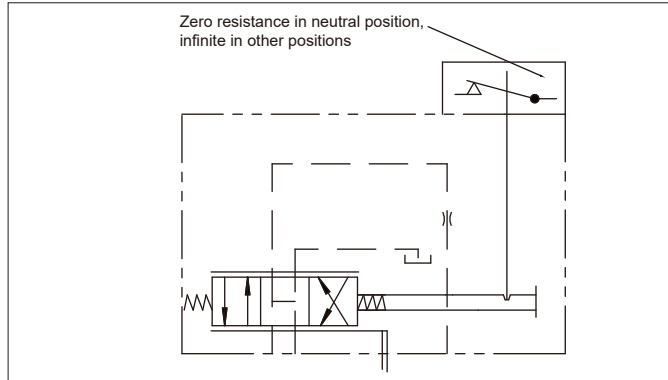 Zero resistance in neutral position,
infinite in other positions